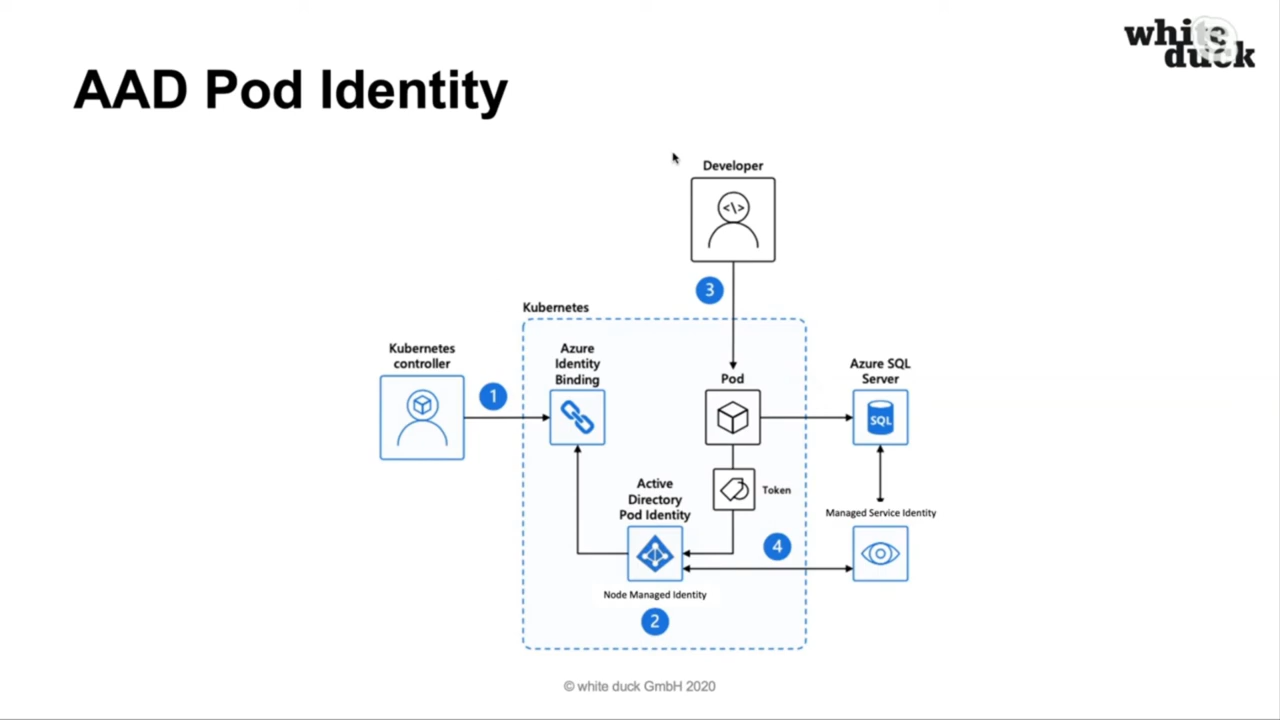 white
duck
AAD Pod Identity
Developer
</>
3
Kubernetes
Kubernetes
controller
1
Azure
Identity
Binding
Pod
Azure SQL
Server
SQL
Active
Directory
Pod Identity
Token
Managed Service Identity
4
Node Managed Identity
2
© white duck GmbH 2020